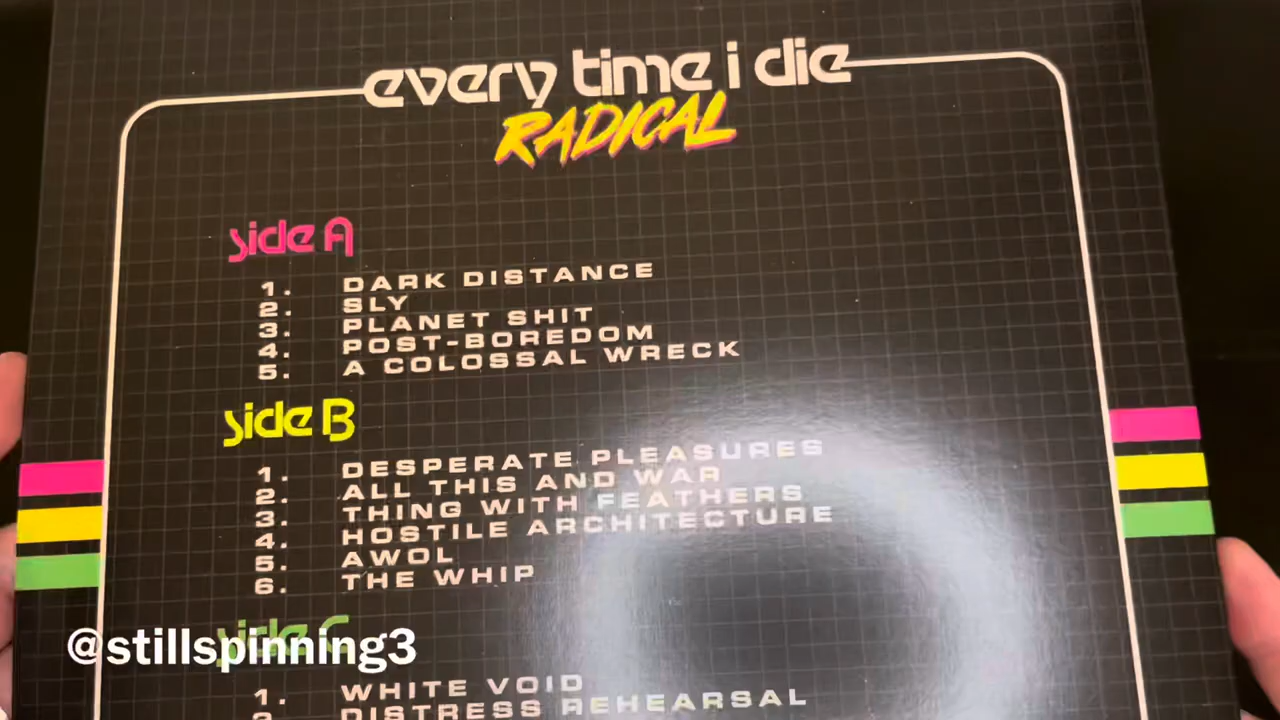 every time i die
RADICAL
side A
1. DARK DISTANCE
2. SLY
3. PLANET SHIT
4. POST-BOREDOM
5. A COLOSSAL WRECK
side B
1. DESPERATE PLEASURES
2. ALL THIS AND WAR
3. THING WITH FEATHERS
4. HOSTILE ARCHITECTURE
5. AWOL
6. THE WHIP
side C
@stillspinning3
1. WHITE VOID
2. DISTRESS REHEARSAL